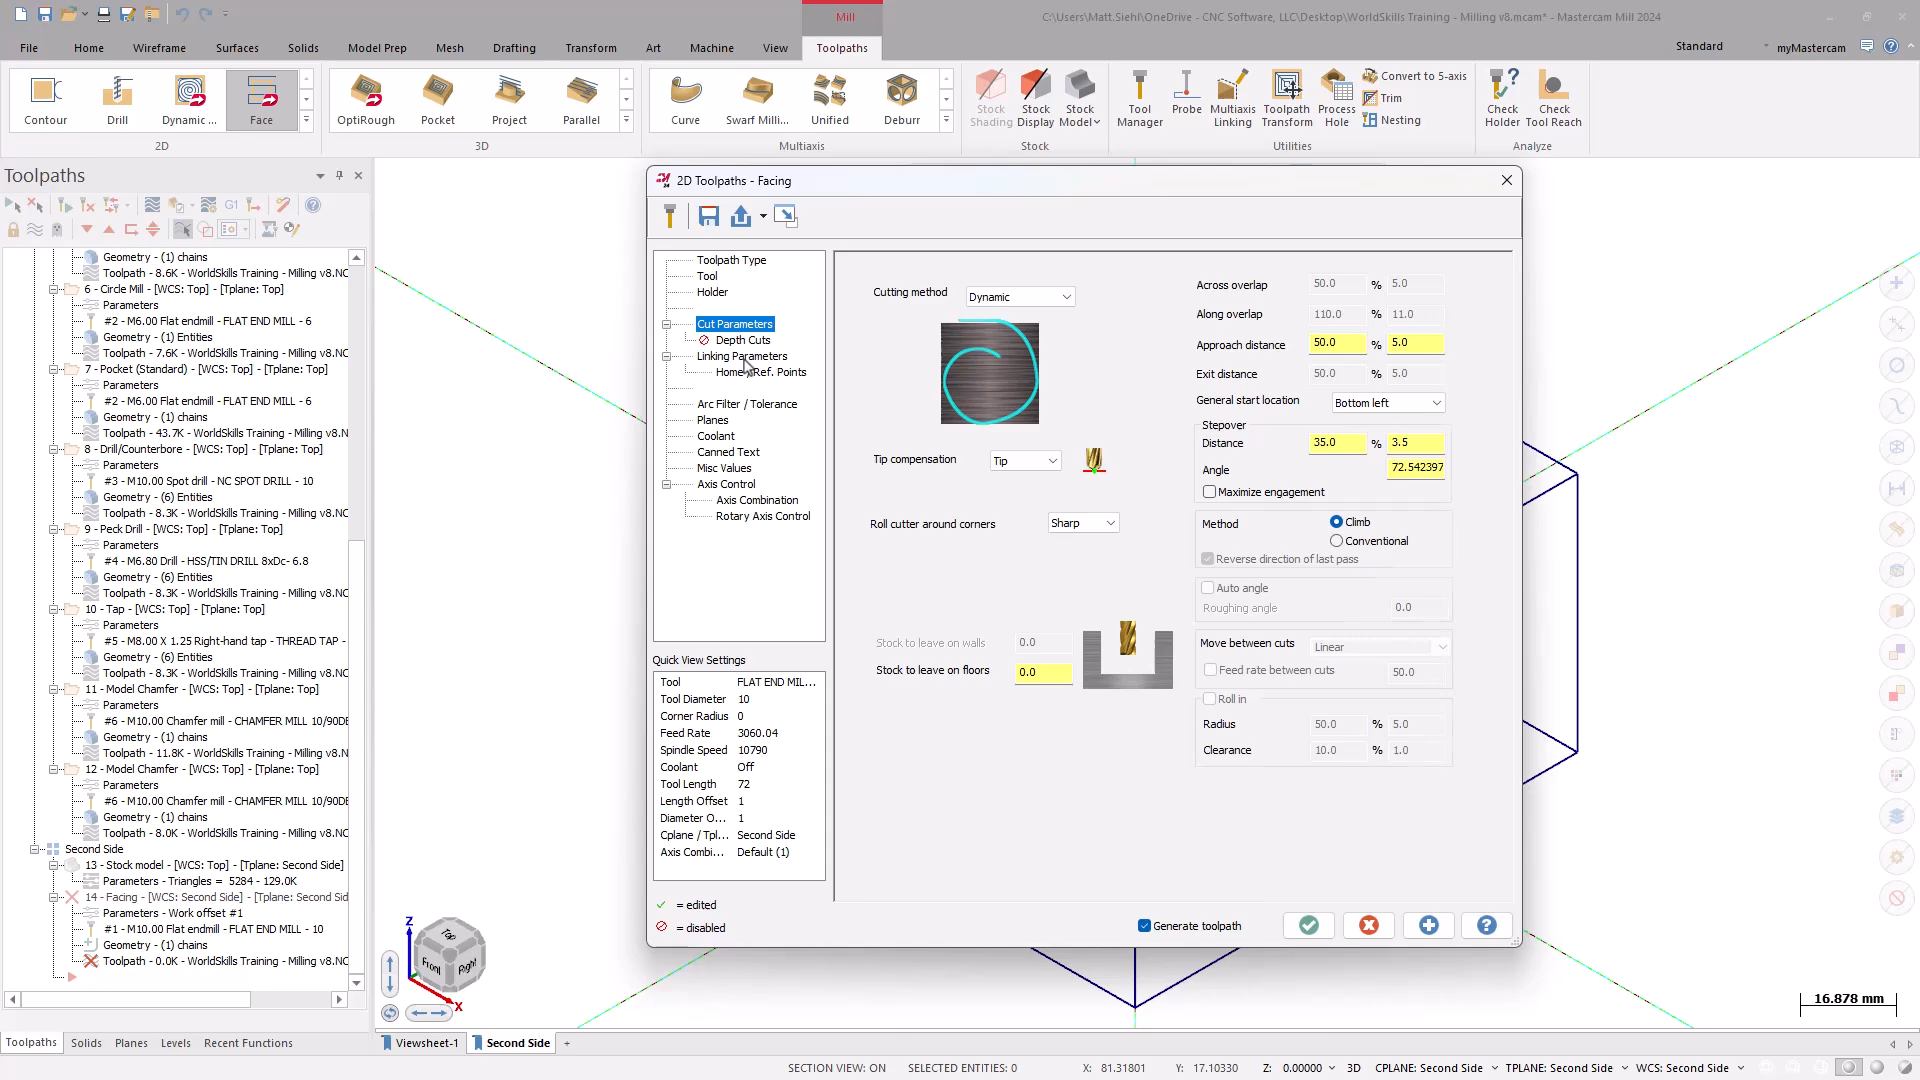 Mill
C:\Users\Matt.Siehl\OneDrive - CNC Software, LLC\Desktop\WorldSkills Training - Milling v8.mcam* - Mastercam Mill 2024
File Home Wireframe Surfaces Solids Model Prep Mesh Drafting Transform Art Machine View Toolpaths Standard myMastercam
Contour Drill Dynamic ... Face OptiRough Pocket Project Parallel Curve Swarf Milli... Unified Deburr
Stock Shading Stock Display Stock Model Tool Manager Probe Multiaxis Linking Toolpath Transform Process Hole
Convert to 5-axis
Trim
Nesting
Check Holder Check Tool Reach
2D 3D Multiaxis Stock Utilities Analyze
Toolpaths
Geometry - (1) chains
Toolpath - 8.6K - WorldSkills Training - Milling v8.NC
6 - Circle Mill - [WCS: Top] - [Tplane: Top]
Parameters
#2 - M6.00 Flat endmill - FLAT END MILL - 6
Geometry - (1) Entities
Toolpath - 7.6K - WorldSkills Training - Milling v8.NC
7 - Pocket (Standard) - [WCS: Top] - [Tplane: Top]
Parameters
#2 - M6.00 Flat endmill - FLAT END MILL - 6
Geometry - (1) chains
Toolpath - 43.7K - WorldSkills Training - Milling v8.N
8 - Drill/Counterbore - [WCS: Top] - [Tplane: Top]
Parameters
#3 - M10.00 Spot drill - NC SPOT DRILL - 10
Geometry - (6) Entities
Toolpath - 8.3K - WorldSkills Training - Milling v8.NC
9 - Peck Drill - [WCS: Top] - [Tplane: Top]
Parameters
#4 - M6.80 Drill - HSS/TIN DRILL 8xDc- 6.8
Geometry - (6) Entities
Toolpath - 8.3K - WorldSkills Training - Milling v8.NC
10 - Tap - [WCS: Top] - [Tplane: Top]
Parameters
#5 - M8.00 X 1.25 Right-hand tap - THREAD TAP -
Geometry - (6) Entities
Toolpath - 8.3K - WorldSkills Training - Milling v8.NC
11 - Model Chamfer - [WCS: Top] - [Tplane: Top]
Parameters
#6 - M10.00 Chamfer mill - CHAMFER MILL 10/90DE
Geometry - (1) chains
Toolpath - 11.8K - WorldSkills Training - Milling v8.N
12 - Model Chamfer - [WCS: Top] - [Tplane: Top]
Parameters
#6 - M10.00 Chamfer mill - CHAMFER MILL 10/90DE
Geometry - (1) chains
Toolpath - 8.0K - WorldSkills Training - Milling v8.NC
Second Side
13 - Stock model - [WCS: Top] - [Tplane: Second Side]
Parameters - Triangles = 5284 - 129.0K
14 - Facing - [WCS: Second Side] - [Tplane: Second Sid
Parameters - Work offset #1
#1 - M10.00 Flat endmill - FLAT END MILL - 10
Geometry - (1) chains
Toolpath - 0.0K - WorldSkills Training - Milling v8.NC
Toolpaths Solids Planes Levels Recent Functions
2D Toolpaths - Facing
Toolpath Type
Tool
Holder
Cut Parameters
Depth Cuts
Linking Parameters
Home / Ref. Points
Arc Filter / Tolerance
Planes
Coolant
Canned Text
Misc Values
Axis Control
Axis Combination
Rotary Axis Control
Quick View Settings
Tool FLAT END MIL...
Tool Diameter 10
Corner Radius 0
Feed Rate 3060.04
Spindle Speed 10790
Coolant Off
Tool Length 72
Length Offset 1
Diameter O... 1
Cplane / Tpl... Second Side
Axis Combi... Default (1)
= edited
= disabled
Cutting method Dynamic
Tip compensation Tip
Roll cutter around corners Sharp
Stock to leave on walls 0.0
Stock to leave on floors 0.0
Across overlap 50.0 % 5.0
Along overlap 110.0 % 11.0
Approach distance 50.0 % 5.0
Exit distance 50.0 % 5.0
General start location Bottom left
Stepover
Distance 35.0 % 3.5
Angle 72.542397
Maximize engagement
Method Climb
Conventional
Reverse direction of last pass
Auto angle
Roughing angle 0.0
Move between cuts Linear
Feed rate between cuts 50.0
Roll in
Radius 50.0 % 5.0
Clearance 10.0 % 1.0
Generate toolpath
Z
Top
Front Right
X
16.878 mm
Viewsheet-1 Second Side +
SECTION VIEW: ON SELECTED ENTITIES: 0 X: 81.31801 Y: 17.10330 Z: 0.00000 3D CPLANE: Second Side TPLANE: Second Side WCS: Second Side